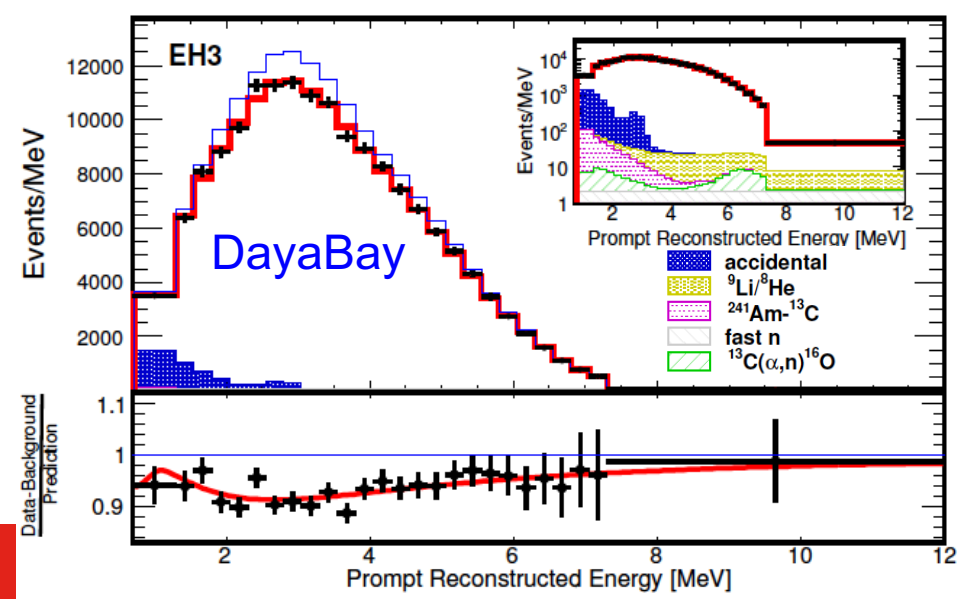 EH3
12000
10000
8000
6000
4000
2000
Events/MeV
DayaBay
10⁴
10³
10²
10
1
Events/MeV
2 4 6 8 10 12
Prompt Reconstructed Energy [MeV]
accidental
⁹Li/⁸He
²⁴¹Am-¹³C
fast n
¹³C(α,n)¹⁶O
1.1
1
0.9
Data-Background
Prediction
2 4 6 8 10 12
Prompt Reconstructed Energy [MeV]